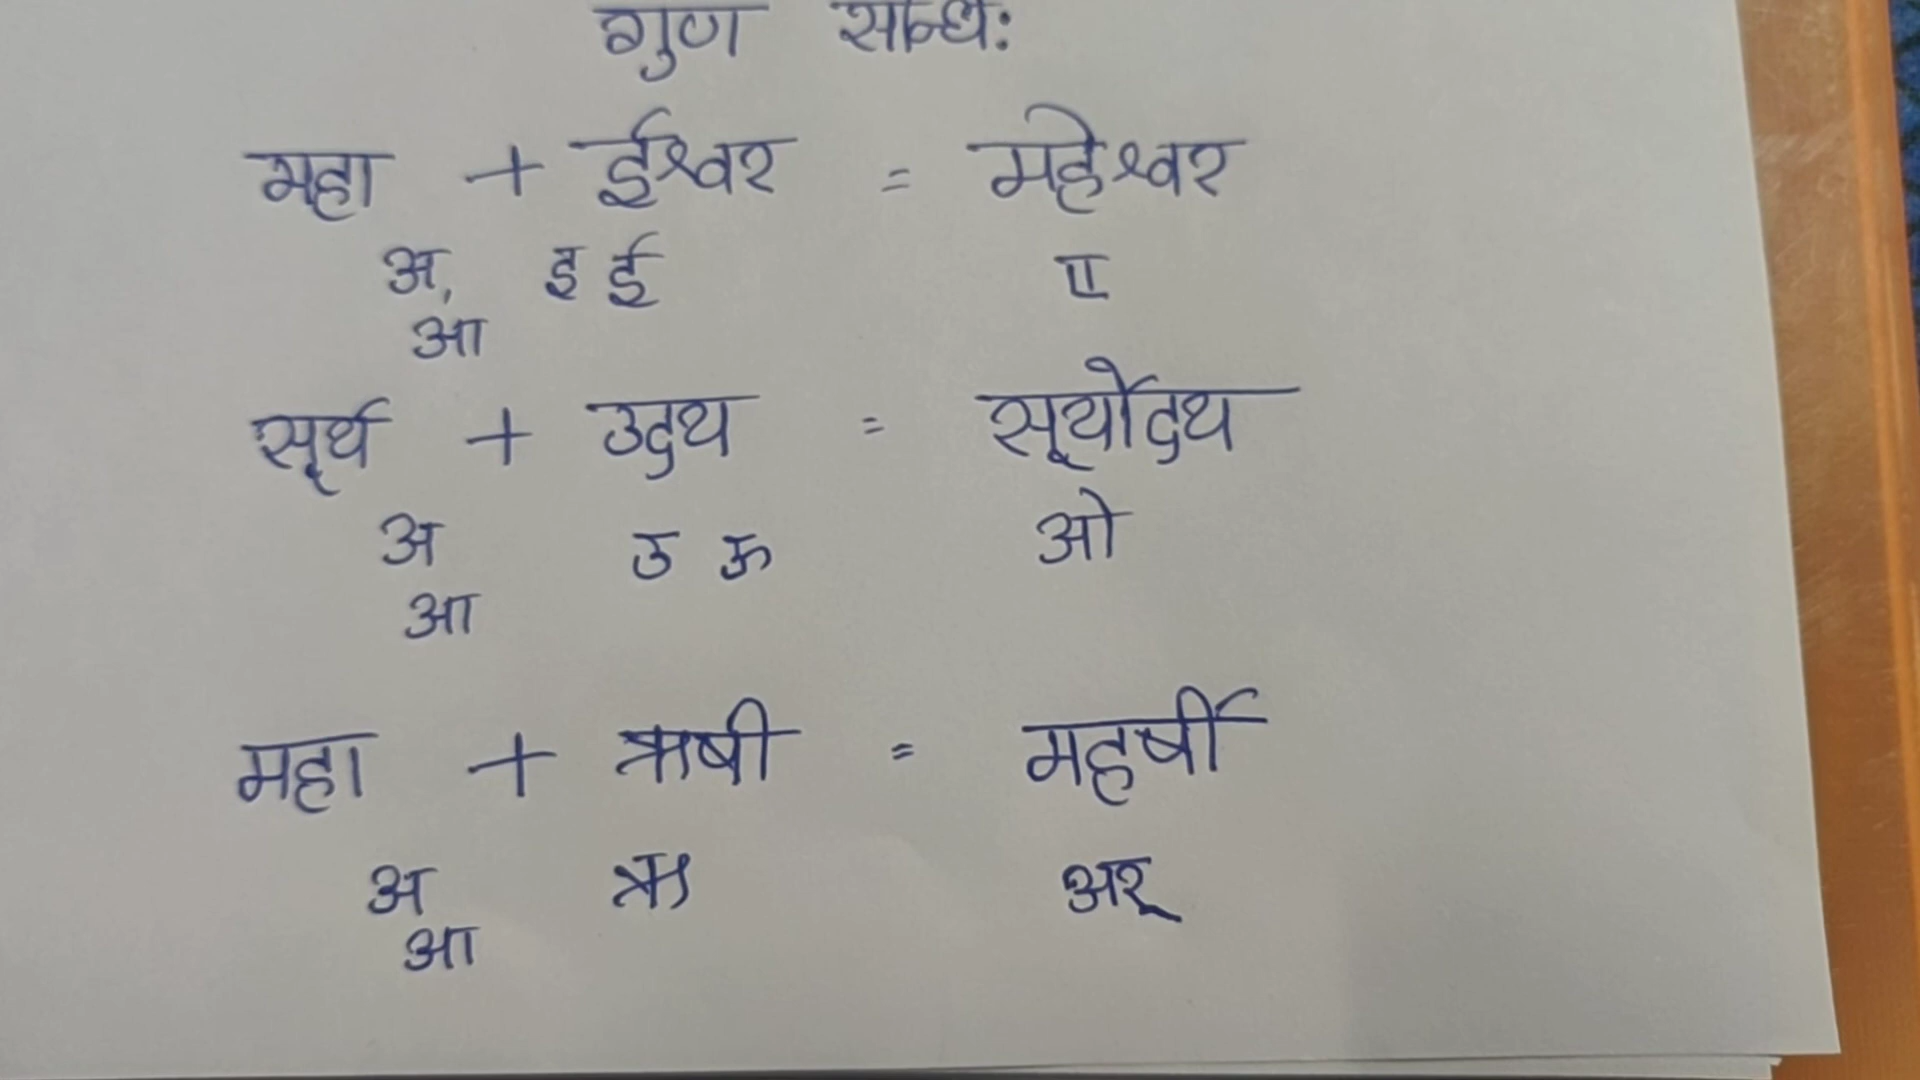 गुण सन्धि:
महा + ईश्वर = महेश्वर
अ, इ ई ए
आ
सूर्य + उदय = सूर्योदय
अ उ ऊ ओ
आ
महा + ऋषी = महर्षी
अ ऋ अर्
आ